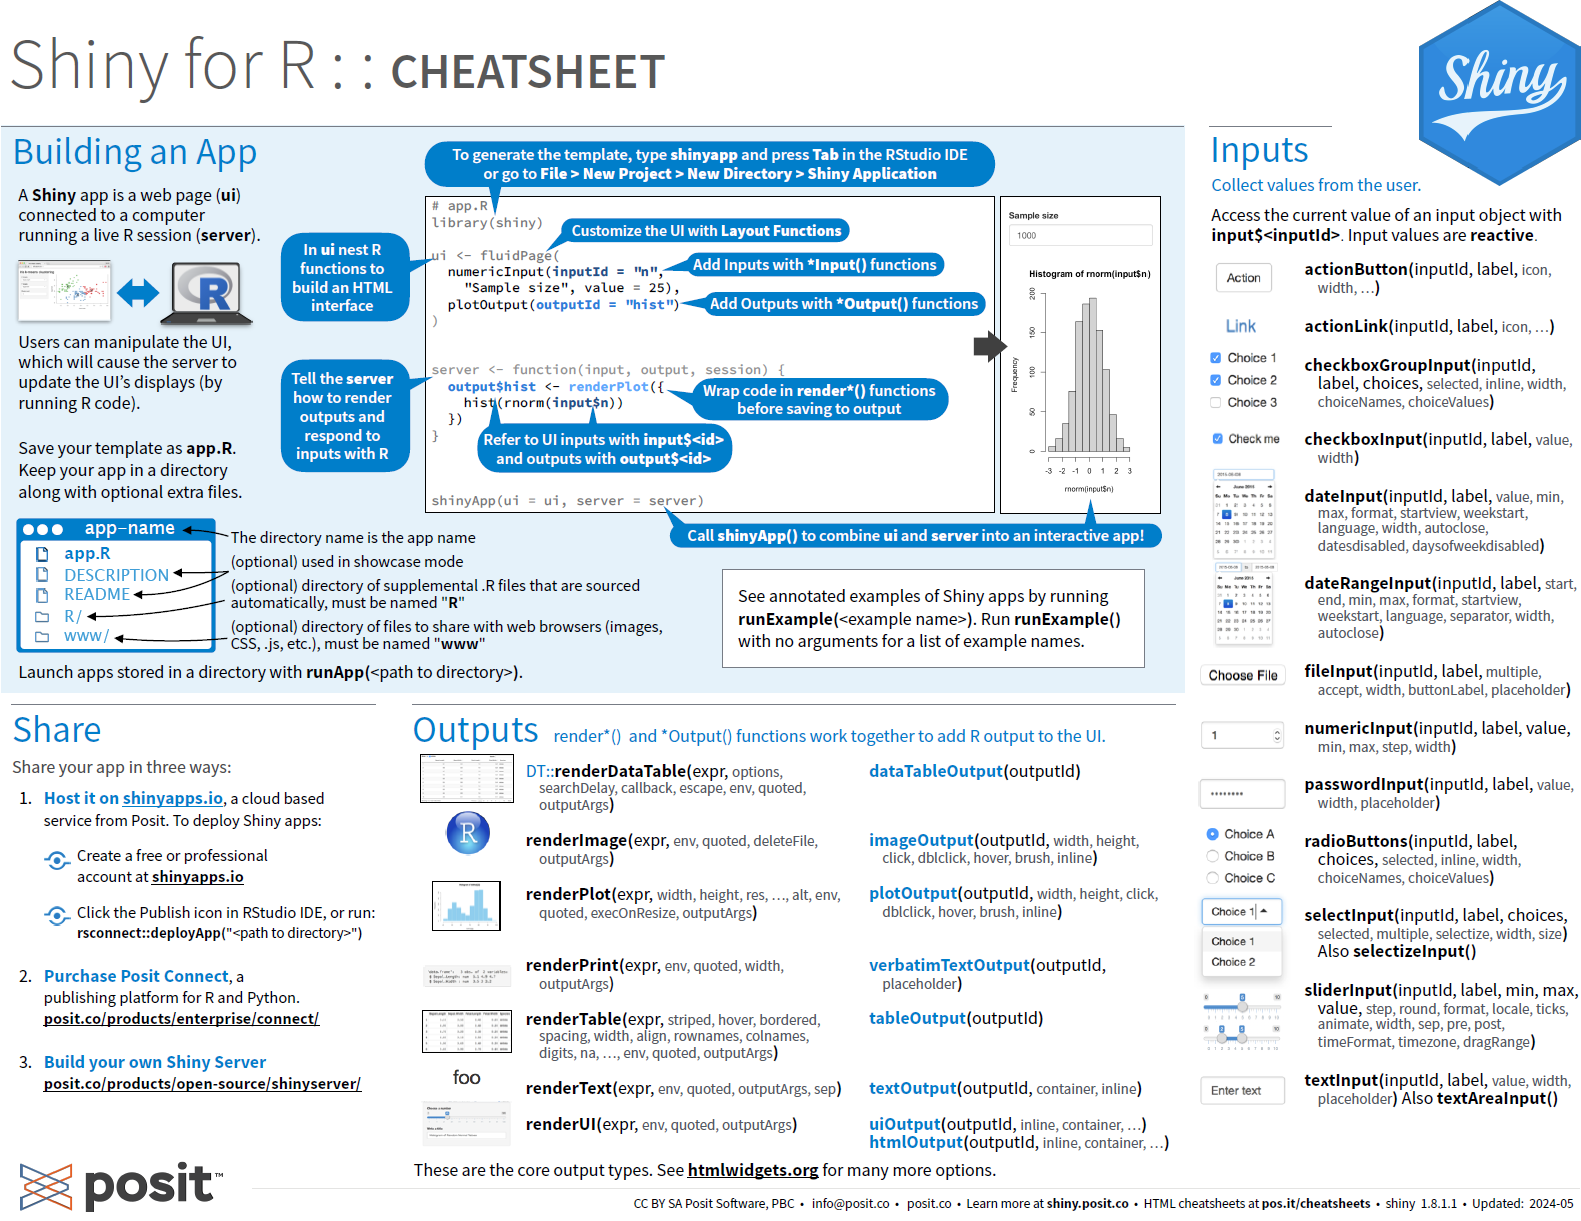 Shiny for R : : CHEATSHEET
Shiny
Building an App
A Shiny app is a web page (ui)
connected to a computer
running a live R session (server).
Users can manipulate the UI,
which will cause the server to
update the UI's displays (by
running R code).
Save your template as app.R.
Keep your app in a directory
along with optional extra files.
app-name
app.R
DESCRIPTION
README
R/
www/
The directory name is the app name
(optional) used in showcase mode
(optional) directory of supplemental .R files that are sourced
automatically, must be named "R"
(optional) directory of files to share with web browsers (images,
CSS, .js, etc.), must be named "www"
Launch apps stored in a directory with runApp(<path to directory>).
To generate the template, type shinyapp and press Tab in the RStudio IDE
or go to File > New Project > New Directory > Shiny Application
In ui nest R
functions to
build an HTML
interface
Tell the server
how to render
outputs and
respond to
inputs with R
# app.R
library(shiny)
ui <- fluidPage(
numericInput(inputId = "n",
"Sample size", value = 25),
plotOutput(outputId = "hist")
)
server <- function(input, output, session) {
output$hist <- renderPlot({
hist(rnorm(input$n))
})
}
shinyApp(ui = ui, server = server)
Customize the UI with Layout Functions
Add Inputs with *Input() functions
Add Outputs with *Output() functions
Wrap code in render*() functions
before saving to output
Refer to UI inputs with input$<id>
and outputs with output$<id>
Call shinyApp() to combine ui and server into an interactive app!
Sample size
1000
Histogram of rnorm(input$n)
Frequency
0 50 100 150 200
-3 -2 -1 0 1 2 3
rnorm(input$n)
See annotated examples of Shiny apps by running
runExample(<example name>). Run runExample()
with no arguments for a list of example names.
Share
Share your app in three ways:
1. Host it on shinyapps.io, a cloud based
service from Posit. To deploy Shiny apps:
Create a free or professional
account at shinyapps.io
Click the Publish icon in RStudio IDE, or run:
rsconnect::deployApp("<path to directory>")
2. Purchase Posit Connect, a
publishing platform for R and Python.
posit.co/products/enterprise/connect/
3. Build your own Shiny Server
posit.co/products/open-source/shinyserver/
Outputs render*() and *Output() functions work together to add R output to the UI.
DT::renderDataTable(expr, options,
searchDelay, callback, escape, env, quoted,
outputArgs)
dataTableOutput(outputId)
R
renderImage(expr, env, quoted, deleteFile,
outputArgs)
imageOutput(outputId, width, height,
click, dblclick, hover, brush, inline)
renderPlot(expr, width, height, res, …, alt, env,
quoted, execOnResize, outputArgs)
plotOutput(outputId, width, height, click,
dblclick, hover, brush, inline)
renderPrint(expr, env, quoted, width,
outputArgs)
verbatimTextOutput(outputId,
placeholder)
renderTable(expr, striped, hover, bordered,
spacing, width, align, rownames, colnames,
digits, na, …, env, quoted, outputArgs)
tableOutput(outputId)
foo
renderText(expr, env, quoted, outputArgs, sep)
textOutput(outputId, container, inline)
renderUI(expr, env, quoted, outputArgs)
uiOutput(outputId, inline, container, …)
htmlOutput(outputId, inline, container, …)
These are the core output types. See htmlwidgets.org for many more options.
Inputs
Collect values from the user.
Access the current value of an input object with
input$<inputId>. Input values are reactive.
Action
actionButton(inputId, label, icon,
width, …)
Link
actionLink(inputId, label, icon, …)
Choice 1
Choice 2
Choice 3
checkboxGroupInput(inputId,
label, choices, selected, inline, width,
choiceNames, choiceValues)
Check me
checkboxInput(inputId, label, value,
width)
dateInput(inputId, label, value, min,
max, format, startview, weekstart,
language, width, autoclose,
datesdisabled, daysofweekdisabled)
dateRangeInput(inputId, label, start,
end, min, max, format, startview,
weekstart, language, separator, width,
autoclose)
Choose File
fileInput(inputId, label, multiple,
accept, width, buttonLabel, placeholder)
1
numericInput(inputId, label, value,
min, max, step, width)
passwordInput(inputId, label, value,
width, placeholder)
Choice A
Choice B
Choice C
radioButtons(inputId, label,
choices, selected, inline, width,
choiceNames, choiceValues)
Choice 1
Choice 1
Choice 2
selectInput(inputId, label, choices,
selected, multiple, selectize, width, size)
Also selectizeInput()
sliderInput(inputId, label, min, max,
value, step, round, format, locale, ticks,
animate, width, sep, pre, post,
timeFormat, timezone, dragRange)
Enter text
textInput(inputId, label, value, width,
placeholder) Also textAreaInput()
posit™
CC BY SA Posit Software, PBC • info@posit.co • posit.co • Learn more at shiny.posit.co • HTML cheatsheets at pos.it/cheatsheets • shiny 1.8.1.1 • Updated: 2024-05